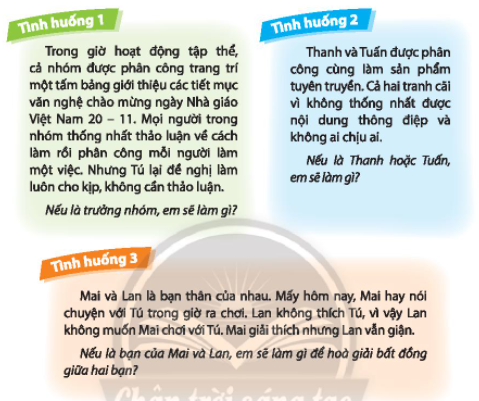 Tình huống 1
Trong giờ hoạt động tập thể,
cả nhóm được phân công trang trí
một tấm bảng giới thiệu các tiết mục
văn nghệ chào mừng ngày Nhà giáo
Việt Nam 20 – 11. Mọi người trong
nhóm thống nhất thảo luận về cách
làm rồi phân công mỗi người làm
một việc. Nhưng Tú lại đề nghị làm
luôn cho kịp, không cần thảo luận.
Nếu là trưởng nhóm, em sẽ làm gì?
Tình huống 2
Thanh và Tuấn được phân
công cùng làm sản phẩm
tuyên truyền. Cả hai tranh cãi
vì không thống nhất được
nội dung thông điệp và
không ai chịu ai.
Nếu là Thanh hoặc Tuấn,
em sẽ làm gì?
Tình huống 3
Mai và Lan là bạn thân của nhau. Mấy hôm nay, Mai hay nói
chuyện với Tú trong giờ ra chơi. Lan không thích Tú, vì vậy Lan
không muốn Mai chơi với Tú. Mai giải thích nhưng Lan vẫn giận.
Nếu là bạn của Mai và Lan, em sẽ làm gì để hoà giải bất đồng
giữa hai bạn?
Chân trời sáng tạo